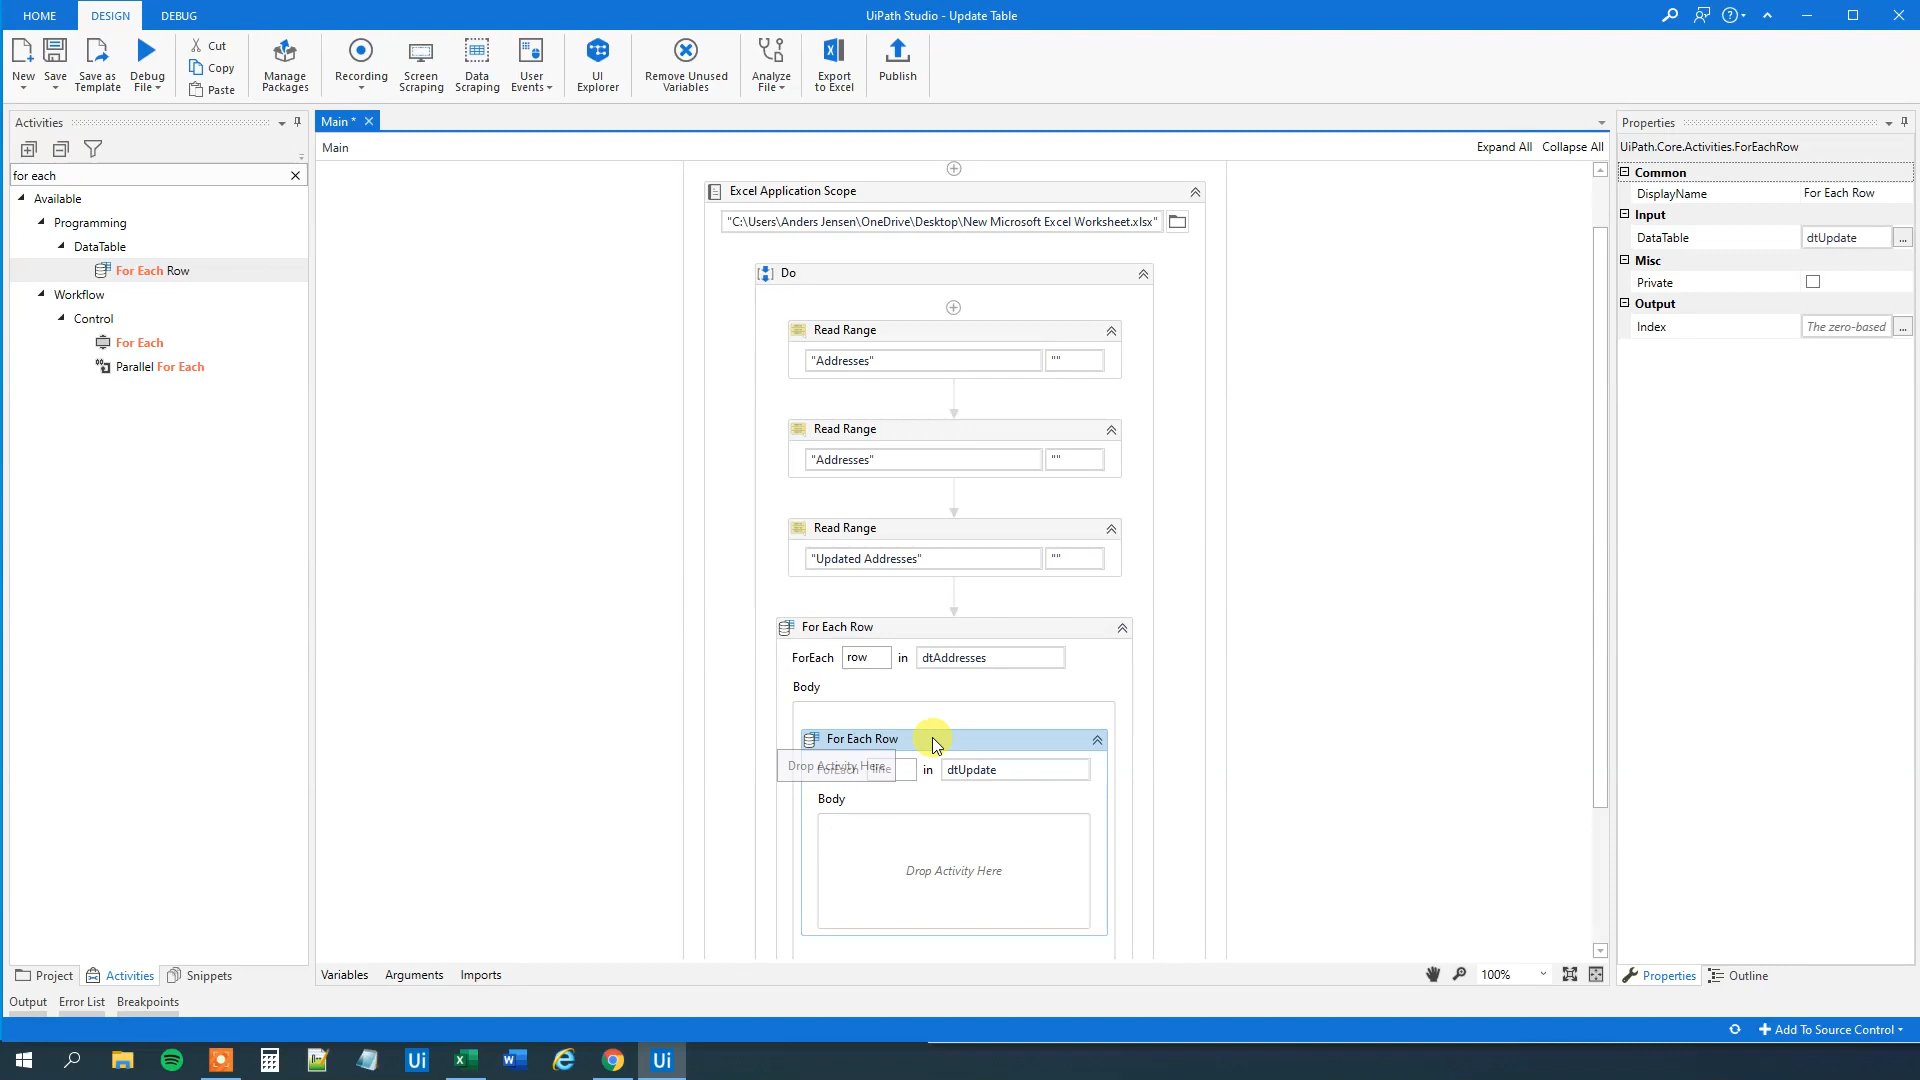 HOME
DESIGN
DEBUG
UiPath Studio - Update Table
New
Save
Save as Template
Debug File
Cut
Copy
Paste
Manage Packages
Recording
Screen Scraping
Data Scraping
User Events
UI Explorer
Remove Unused Variables
Analyze File
Export to Excel
Publish
Activities
for each
Available
Programming
DataTable
For Each Row
Workflow
Control
For Each
Parallel For Each
Project
Activities
Snippets
Main *
Main
Expand All
Collapse All
Excel Application Scope
"C:\Users\Anders Jensen\OneDrive\Desktop\New Microsoft Excel Worksheet.xlsx"
Do
Read Range
"Addresses"
""
Read Range
"Addresses"
""
Read Range
"Updated Addresses"
""
For Each Row
ForEach
row
in
dtAddresses
Body
For Each Row
Drop Activity Here
ForEach
line
in
dtUpdate
Body
Drop Activity Here
Variables
Arguments
Imports
100%
Properties
UiPath.Core.Activities.ForEachRow
Common
DisplayName
For Each Row
Input
DataTable
dtUpdate
...
Misc
Private
Output
Index
The zero-based
...
Properties
Outline
Output
Error List
Breakpoints
Add To Source Control
Ui
Ui